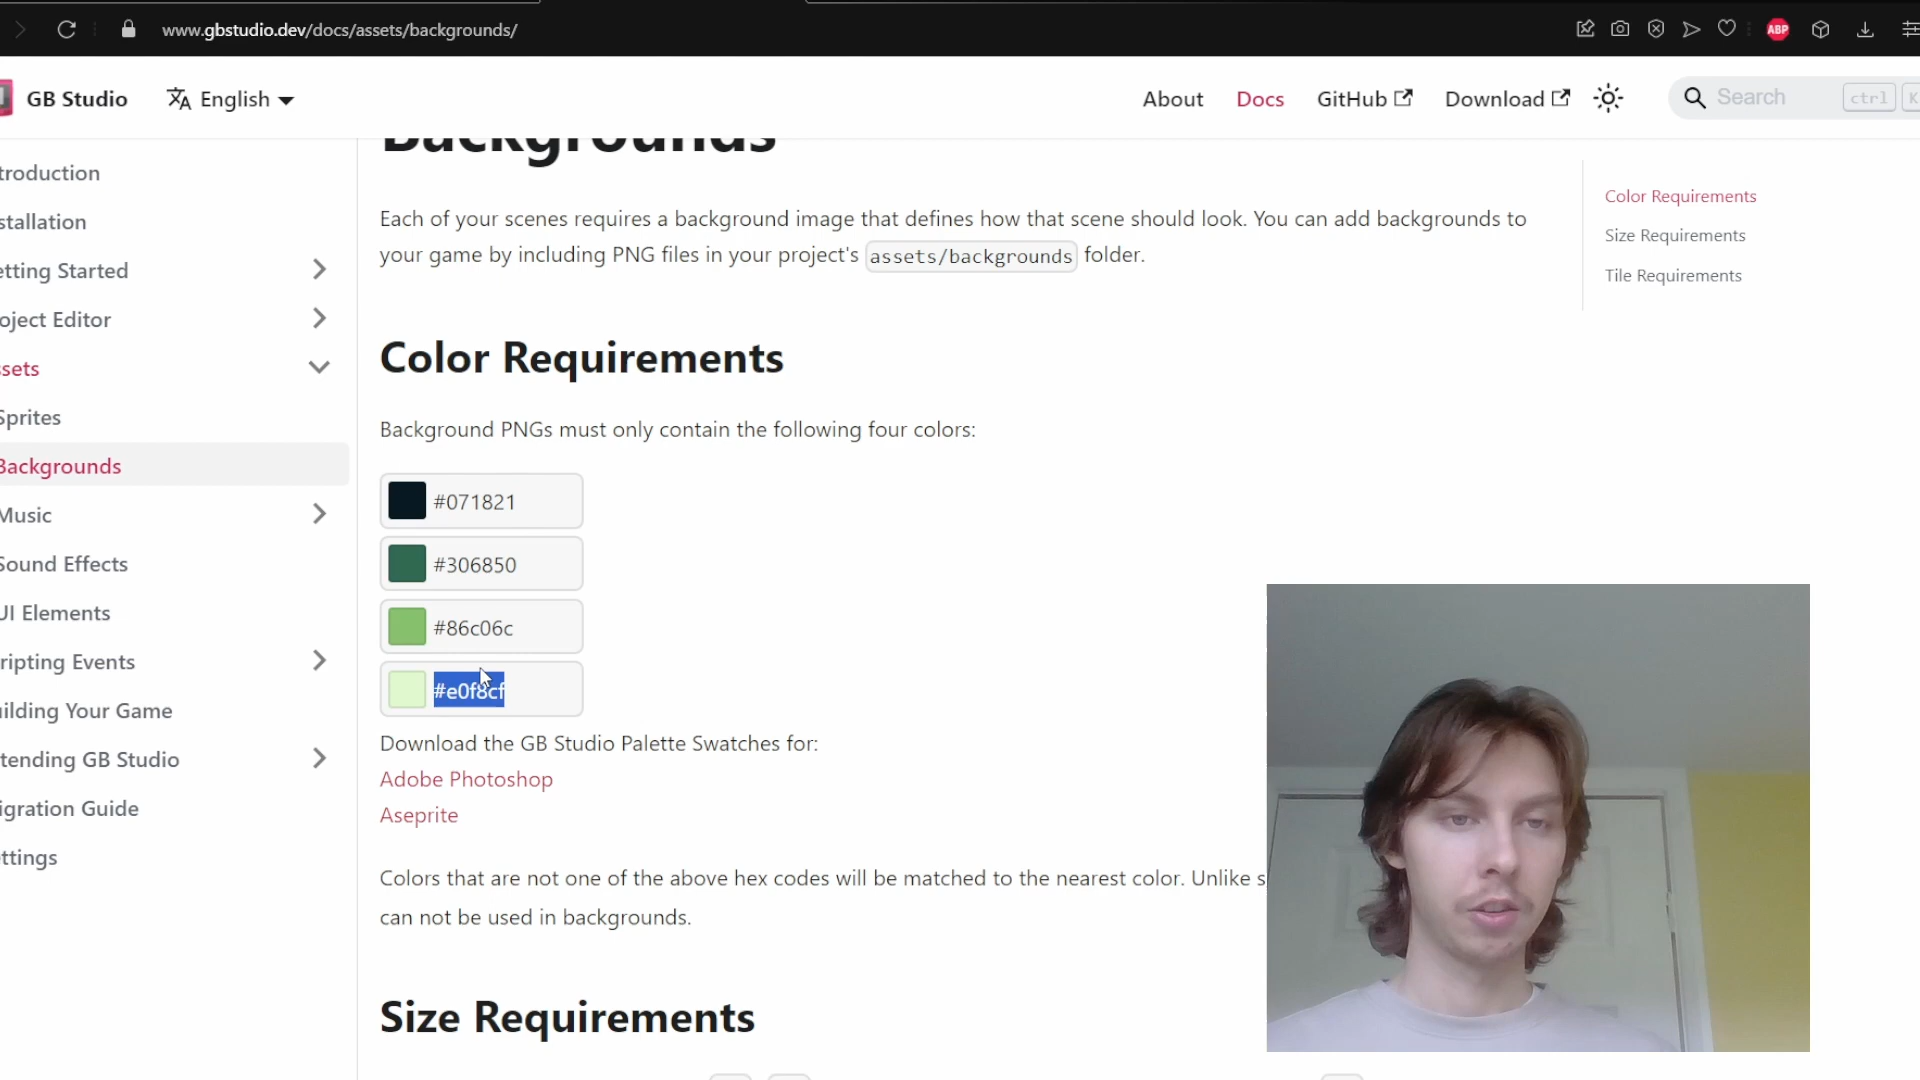 www.gbstudio.dev/docs/assets/backgrounds/
ABP
GB Studio
English
About
Docs
GitHub
Download
Search
ctrl
K
troduction
stallation
etting Started
oject Editor
ssets
Sprites
Backgrounds
Music
Sound Effects
UI Elements
ripting Events
uilding Your Game
tending GB Studio
igration Guide
ettings
Backgrounds
Each of your scenes requires a background image that defines how that scene should look. You can add backgrounds to
your game by including PNG files in your project's assets/backgrounds folder.
Color Requirements
Background PNGs must only contain the following four colors:
#071821
#306850
#86c06c
#e0f8cf
Download the GB Studio Palette Swatches for:
Adobe Photoshop
Aseprite
Colors that are not one of the above hex codes will be matched to the nearest color. Unlike s
can not be used in backgrounds.
Size Requirements
Color Requirements
Size Requirements
Tile Requirements